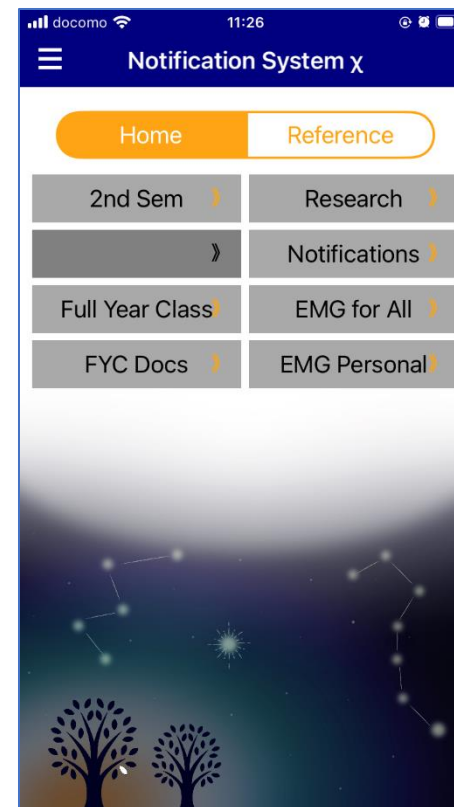 docomo 11:26
Notification System χ
Home Reference
2nd Sem 》 Research 》
》 Notifications 》
Full Year Class 》 EMG for All 》
FYC Docs 》 EMG Personal 》